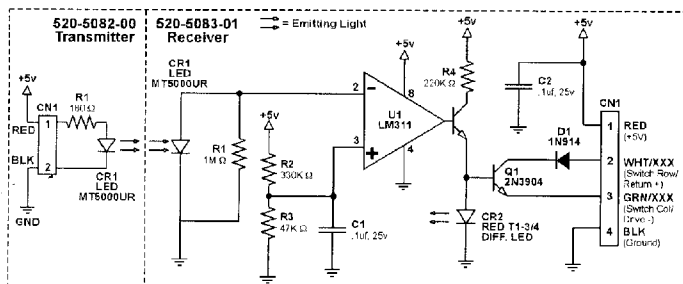 520-5082-00
Transmitter
520-5083-01
Receiver
= Emitting Light
+5v
CN1
RED
1
BLK
2
GND
R1
180Ω
CR1
LED
MT5000UR
CR1
LED
MT5000UR
R1
1M Ω
+5v
R2
330K Ω
R3
47K Ω
C1
.1uf, 25v
+5v
2
3
8
4
U1
LM311
+5v
R4
220K Ω
CR2
RED T1-3/4
DIFF. LED
Q1
2N3904
D1
1N914
+5v
C2
.1uf, 25v
CN1
1
RED
(+5V)
2
WHT/XXX
(Switch Row/
Return +)
3
GRN/XXX
(Switch Col/
Drive -)
4
BLK
(Ground)